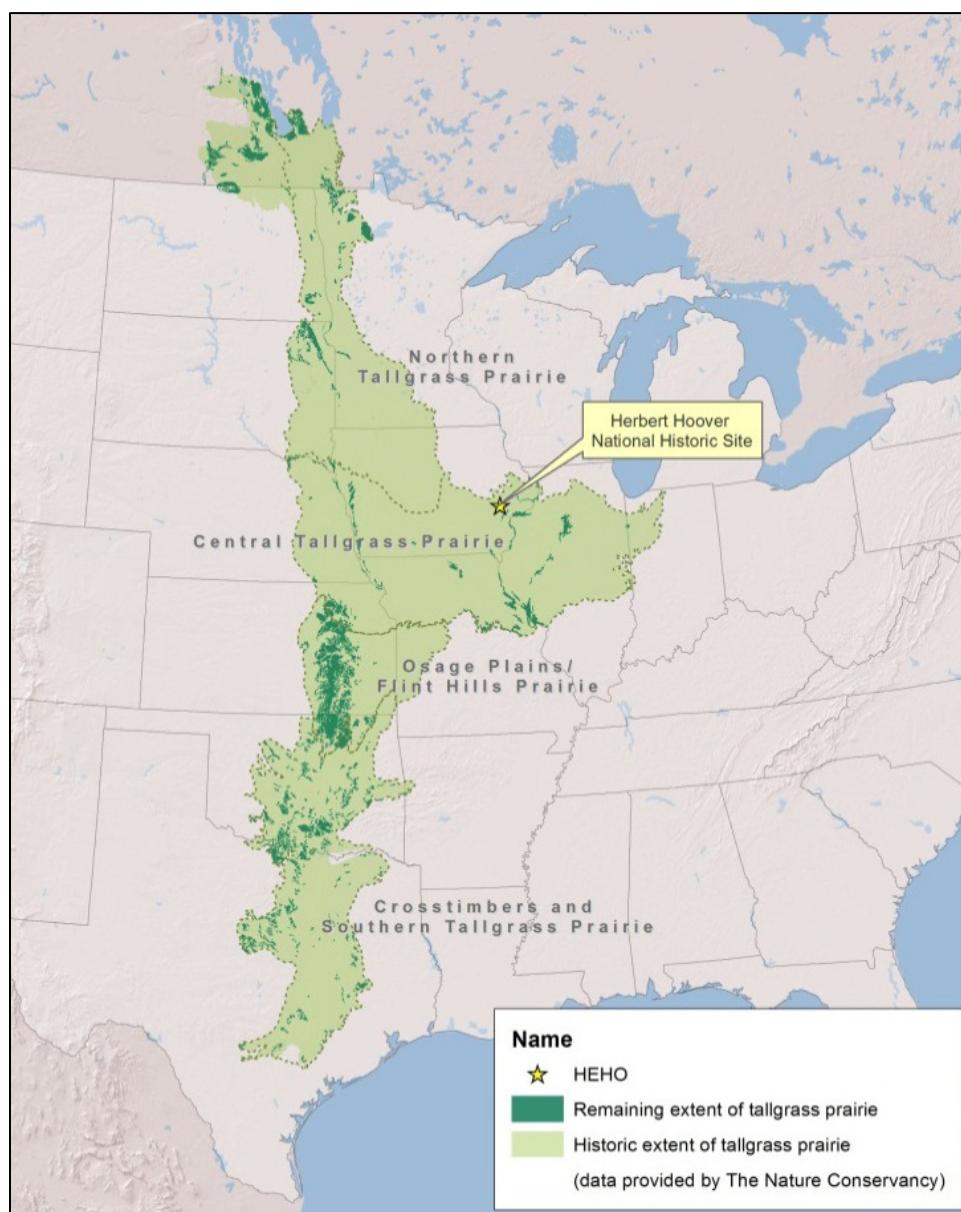 Northern
Tallgrass Prairie
Herbert Hoover
National Historic Site
Central Tallgrass Prairie
Osage Plains/
Flint Hills Prairie
Crosstimbers and
Southern Tallgrass Prairie
Name
HEHO
Remaining extent of tallgrass prairie
Historic extent of tallgrass prairie
(data provided by The Nature Conservancy)